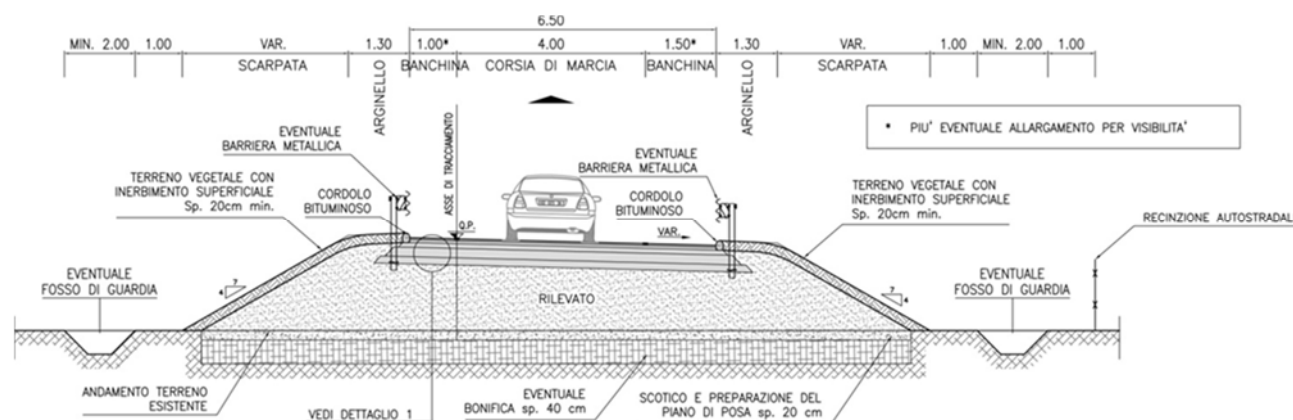 6.50
MIN. 2.00 1.00 VAR. 1.30 1.00* 4.00 1.50* 1.30 VAR. 1.00 MIN. 2.00 1.00
SCARPATA BANCHINA CORSIA DI MARCIA BANCHINA SCARPATA
ARGINELLO
ARGINELLO
ASSE DI TRACCIAMENTO
* PIU' EVENTUALE ALLARGAMENTO PER VISIBILITA'
EVENTUALE
BARRIERA METALLICA
TERRENO VEGETALE CON
INERBIMENTO SUPERFICIALE
Sp. 20cm min.
CORDOLO
BITUMINOSO
EVENTUALE
BARRIERA METALLICA
CORDOLO
BITUMINOSO
TERRENO VEGETALE CON
INERBIMENTO SUPERFICIALE
Sp. 20cm min.
RECINZIONE AUTOSTRADAL
Q.P.
VAR.
EVENTUALE
FOSSO DI GUARDIA
7
4
RILEVATO
7
4
EVENTUALE
FOSSO DI GUARDIA
ANDAMENTO TERRENO
ESISTENTE
VEDI DETTAGLIO 1
EVENTUALE
BONIFICA sp. 40 cm
SCOTICO E PREPARAZIONE DEL
PIANO DI POSA sp. 20 cm